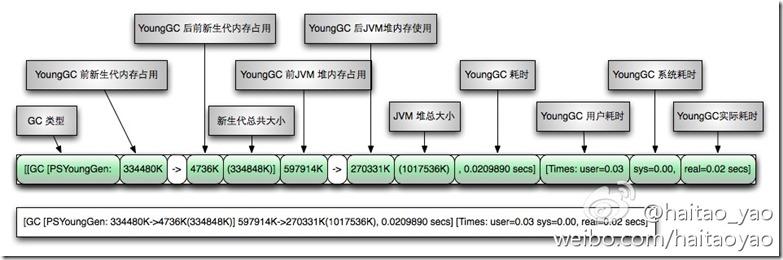 YoungGC 后前新生代内存占用
YoungGC 后JVM堆内存使用
YoungGC 前新生代内存占用
YoungGC 前JVM 堆内存占用
YoungGC 耗时
YoungGC 系统耗时
GC 类型
新生代总共大小
JVM 堆总大小
YoungGC 用户耗时
YoungGC实际耗时
[[GC [PSYoungGen: 334480K -> 4736K (334848K)] 597914K -> 270331K (1017536K) , 0.0209890 secs] [Times: user=0.03 sys=0.00, real=0.02 secs]
[GC [PSYoungGen: 334480K->4736K(334848K)] 597914K->270331K(1017536K), 0.0209890 secs] [Times: user=0.03 sys=0.00, real=0.02 secs]
@haitao_yao
weibo.com/haitaoyao